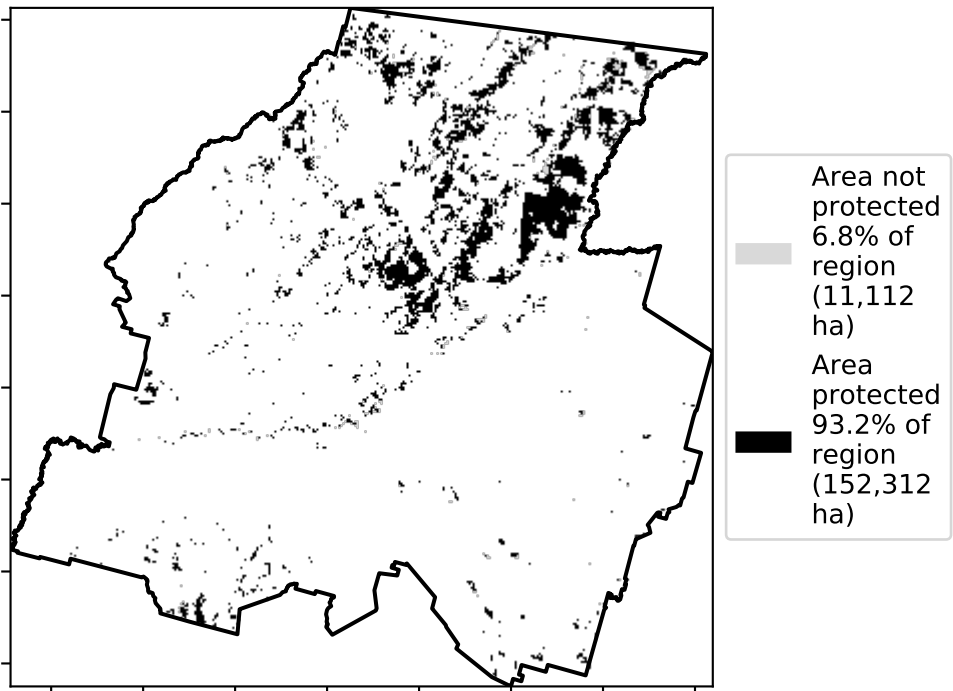 Area not
protected
6.8% of
region
(11,112
ha)
Area
protected
93.2% of
region
(152,312
ha)